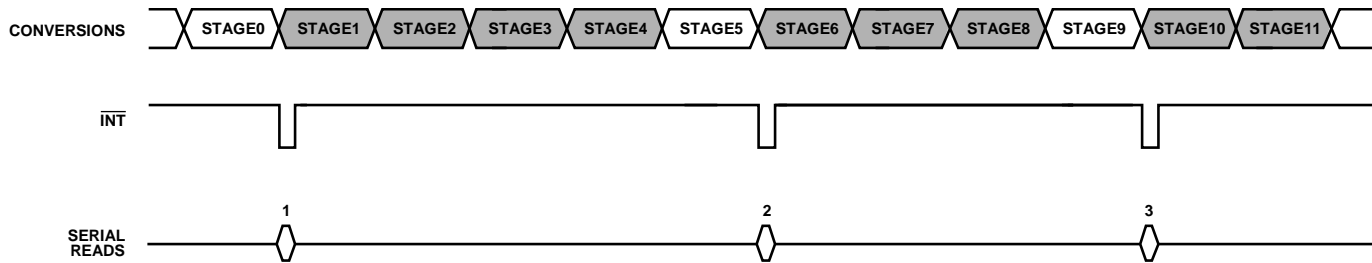 CONVERSIONS STAGE0 STAGE1 STAGE2 STAGE3 STAGE4 STAGE5 STAGE6 STAGE7 STAGE8 STAGE9 STAGE10 STAGE11
INT
1 2 3
SERIAL
READS